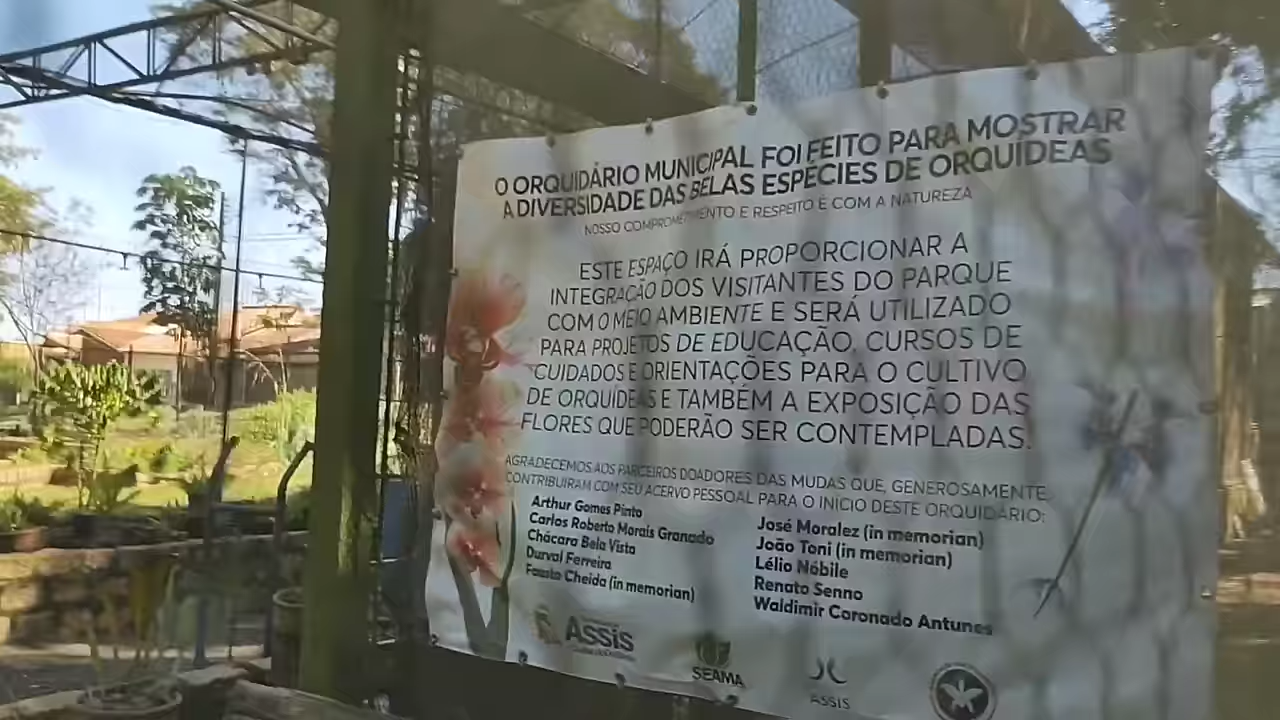 O ORQUIDÁRIO MUNICIPAL FOI FEITO PARA MOSTRAR
A DIVERSIDADE DAS BELAS ESPÉCIES DE ORQUÍDEAS
NOSSO COMPROMETIMENTO E RESPEITO É COM A NATUREZA
ESTE ESPAÇO IRÁ PROPORCIONAR A
INTEGRAÇÃO DOS VISITANTES DO PARQUE
COM O MEIO AMBIENTE E SERÁ UTILIZADO
PARA PROJETOS DE EDUCAÇÃO, CURSOS DE
CUIDADOS E ORIENTAÇÕES PARA O CULTIVO
DE ORQUÍDEAS E TAMBÉM A EXPOSIÇÃO DAS
FLORES QUE PODERÃO SER CONTEMPLADAS.
AGRADECEMOS AOS PARCEIROS DOADORES DAS MUDAS QUE, GENEROSAMENTE,
CONTRIBUIRAM COM SEU ACERVO PESSOAL PARA O INÍCIO DESTE ORQUIDÁRIO:
Arthur Gomes Pinto
Carlos Roberto Morais Granado
Chácara Bela Vista
Durval Ferreira
Fausto Cheida (in memorian)
José Moralez (in memorian)
João Toni (in memorian)
Lélio Nóbile
Renato Senno
Waldimir Coronado Antunes
ASSIS
SEAMA
ASSIS